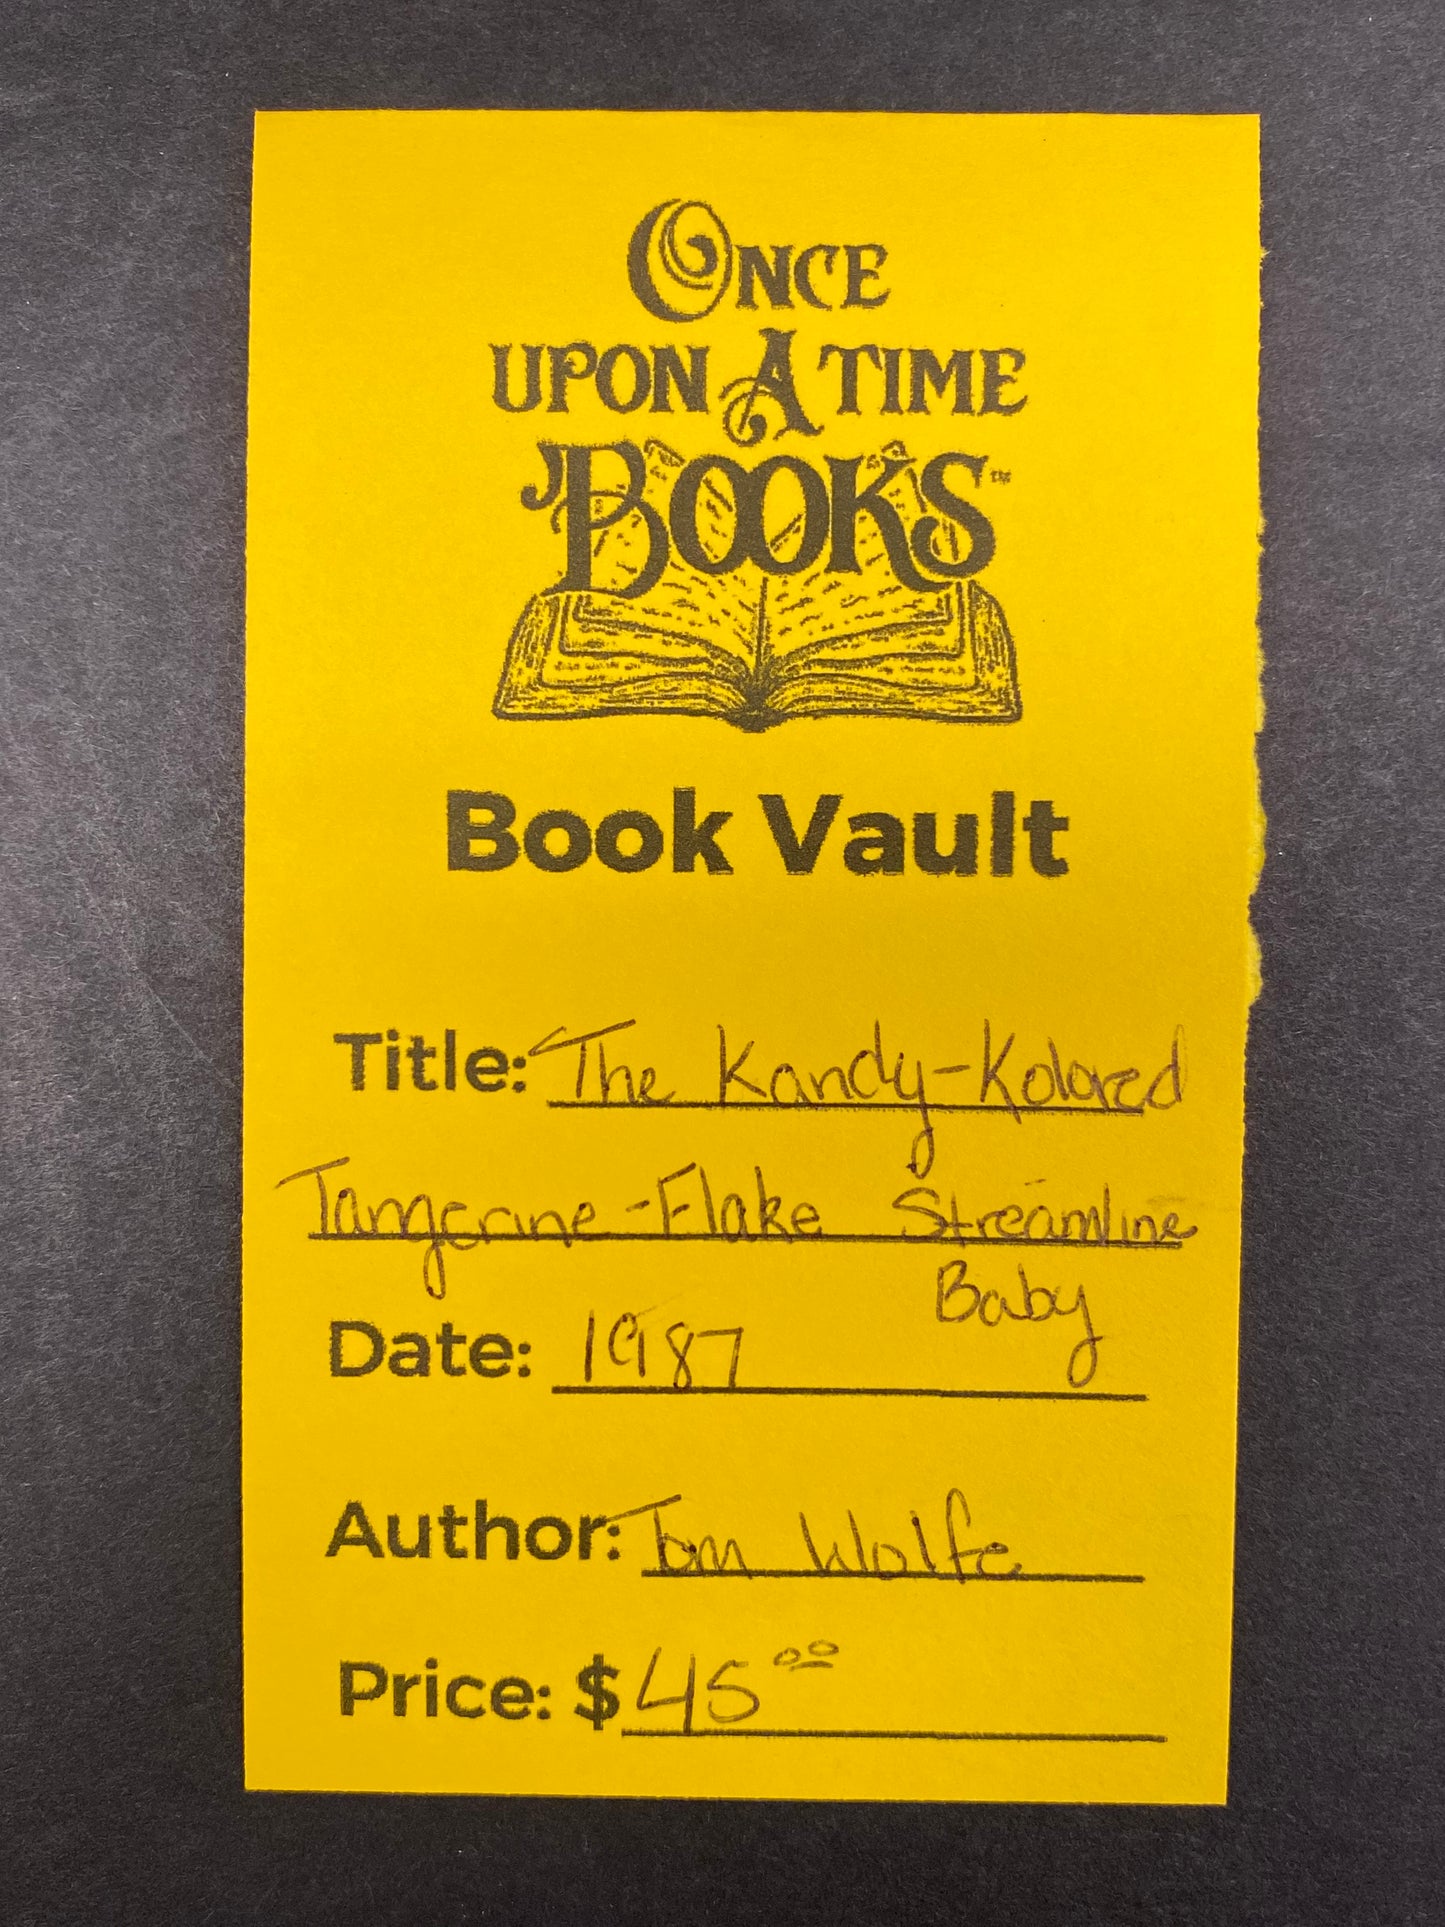 ONCE
UPON A TIME
BOOKS™
Book Vault
Title: The Kandy-Kolored
Tangerine-Flake Streamline
Baby
Date: 1987
Author: Tom Wolfe
Price: $45.00